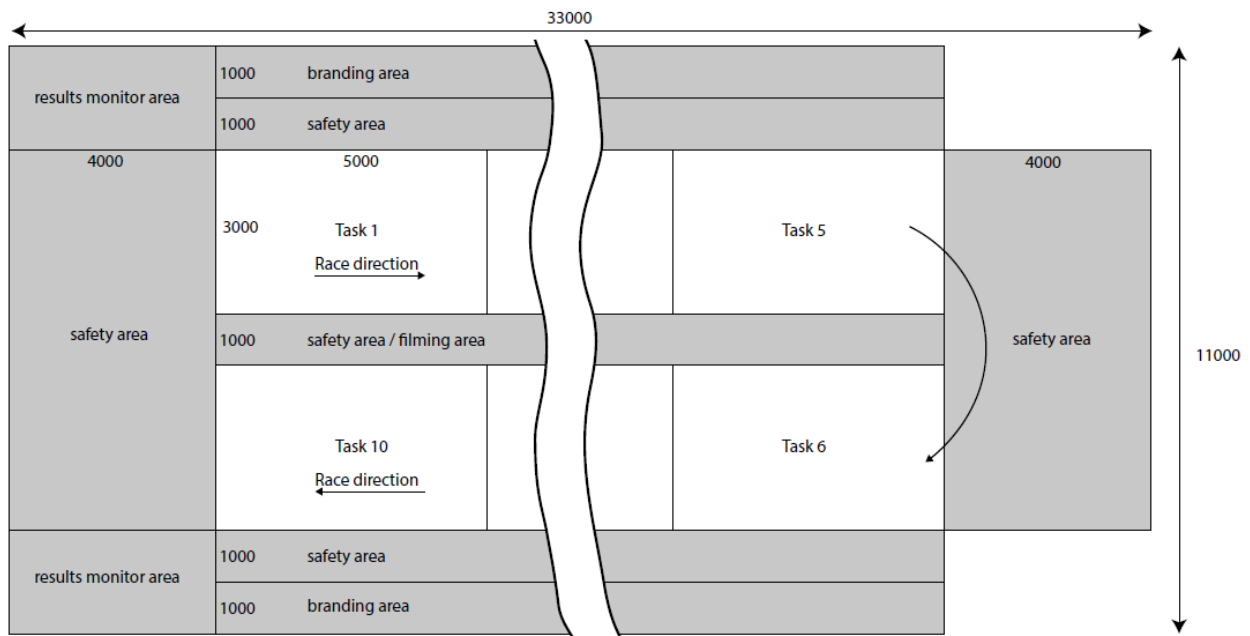 33000
results monitor area
1000 branding area
1000 safety area
4000
5000
4000
3000
Task 1
Race direction
Task 5
safety area
1000 safety area / filming area
safety area
11000
Task 10
Race direction
Task 6
results monitor area
1000 safety area
1000 branding area